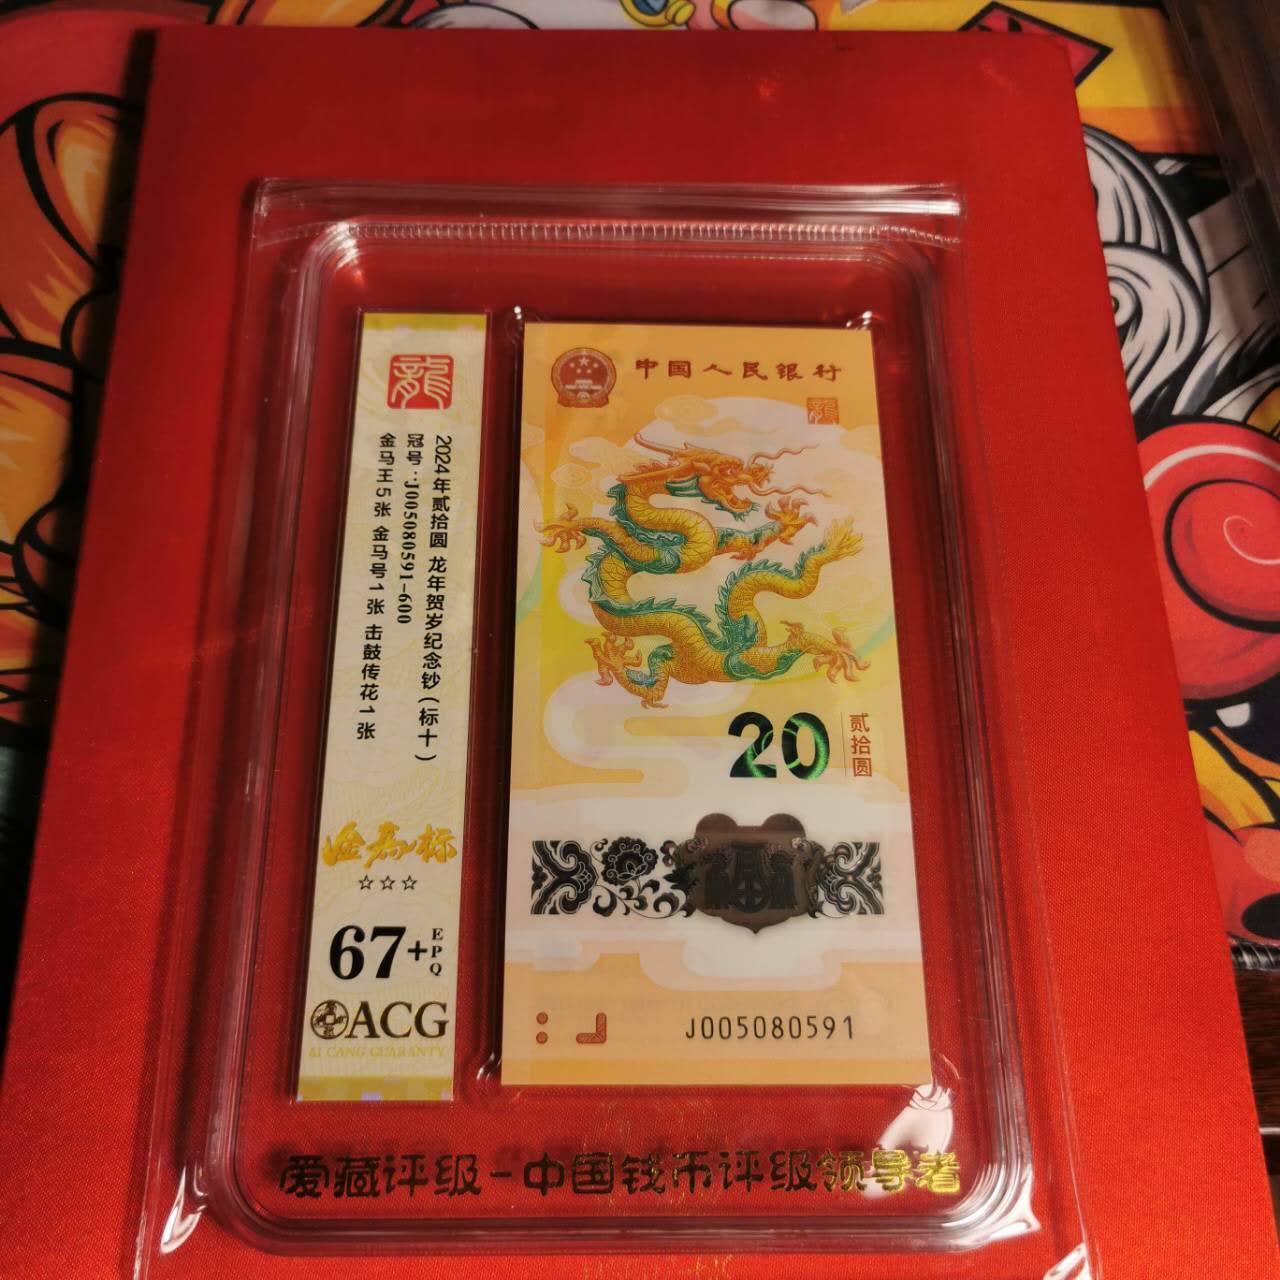 龍
2024年贰拾圆 龙年贺岁纪念钞（标十）
冠号:J005080591-600
金马王5张 金马号1张 击鼓传花1张
金马标
☆☆☆
67+
EPQ
ACG
AI CANG GUARANTY
中国人民银行
龍
20
贰拾圆
J005080591
爱藏评级-中国钱币评级领导者